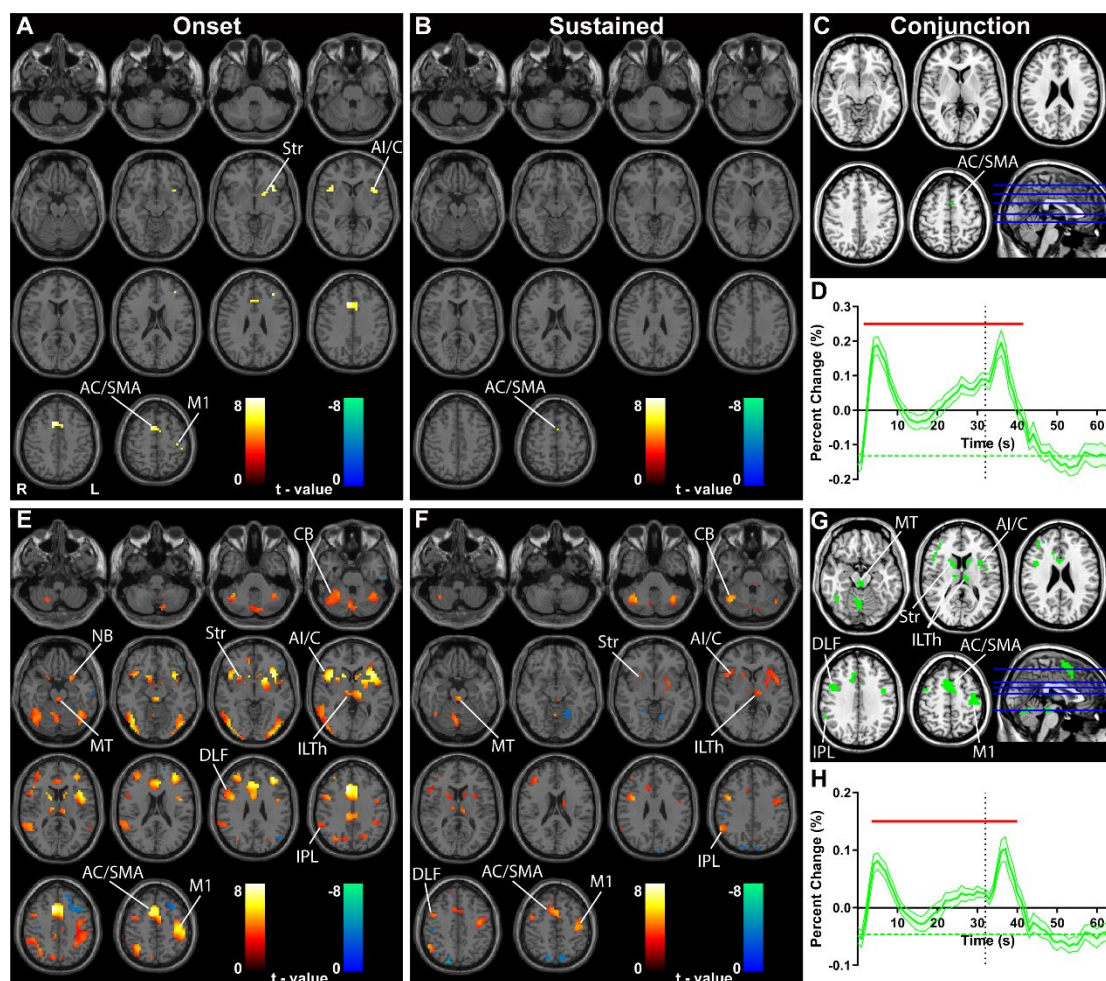 A Onset
Str
AI/C
AC/SMA
M1
8
0
-8
0
R L
t - value
B Sustained
AC/SMA
8
0
-8
0
t - value
C Conjunction
AC/SMA
D
Percent Change (%)
0.3
0.2
0.1
0.0
-0.1
-0.2
10 20 30 40 50 60
Time (s)
E
CB
NB
Str
AI/C
MT
ILTh
DLF
IPL
AC/SMA
M1
8
0
-8
0
t - value
F
CB
Str
AI/C
MT
ILTh
IPL
DLF
AC/SMA
M1
8
0
-8
0
t - value
G
MT
AI/C
Str
ILTh
DLF
AC/SMA
IPL
M1
H
Percent Change (%)
0.2
0.1
0.0
-0.1
10 20 30 40 50 60
Time (s)